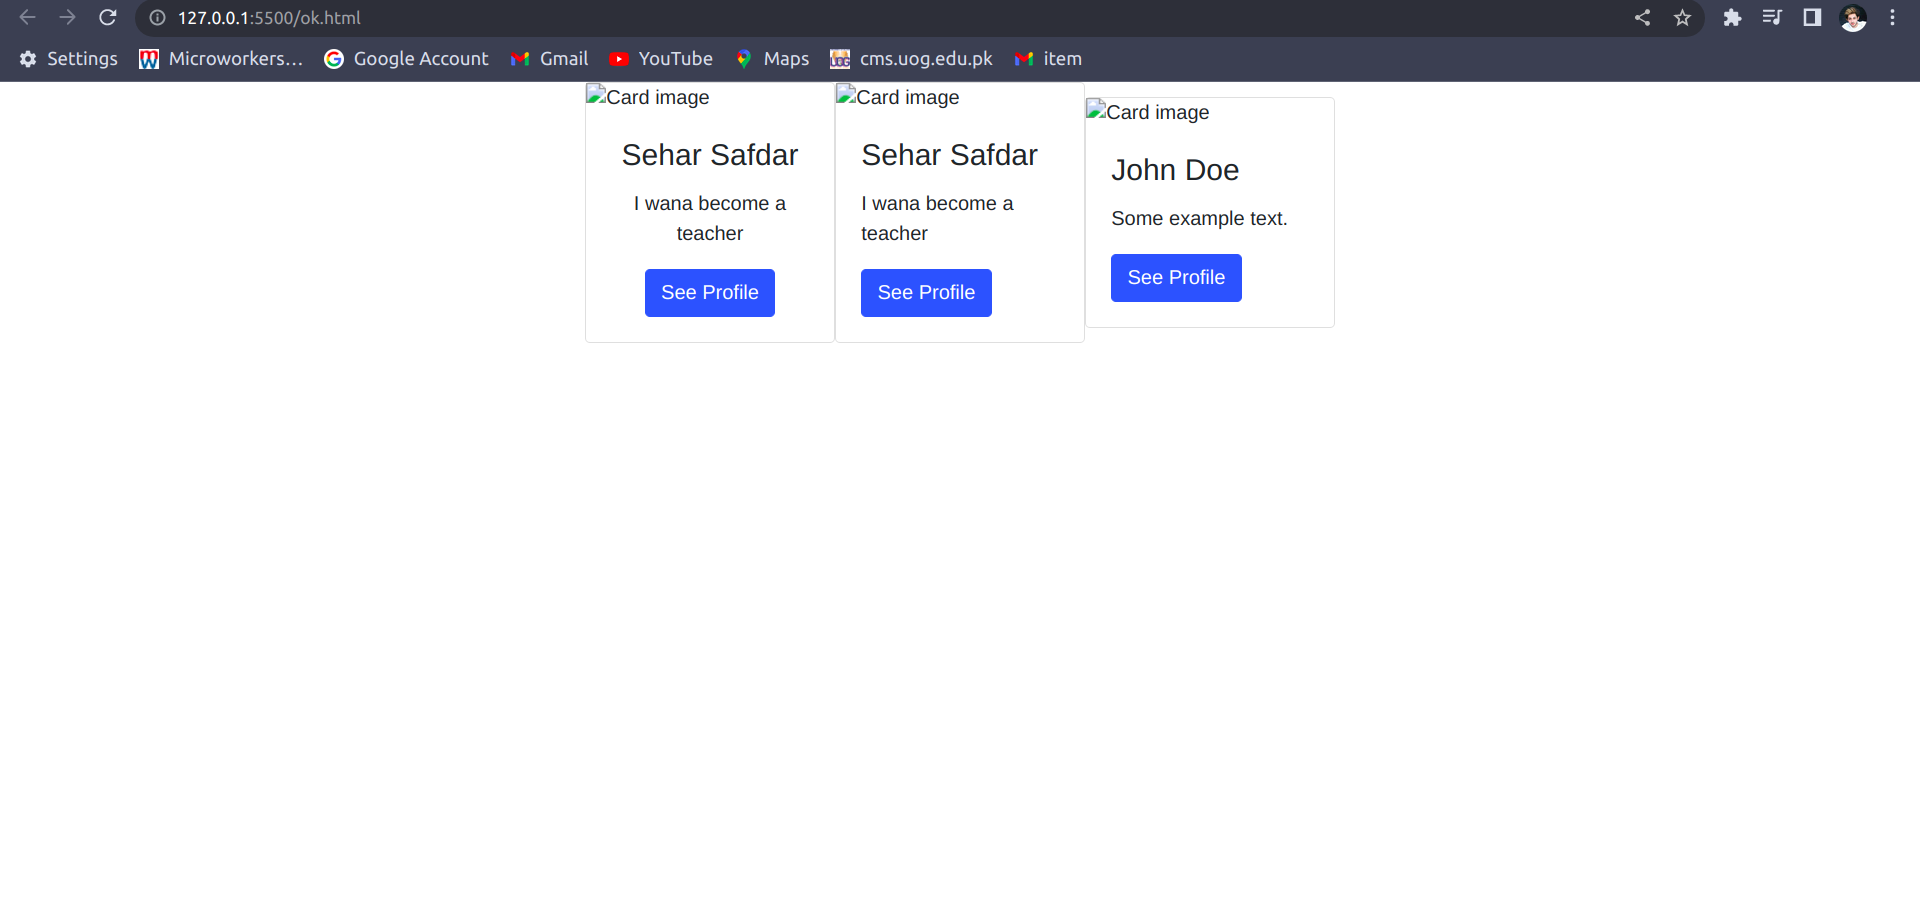 127.0.0.1:5500/ok.html
Settings Microworkers... Google Account Gmail YouTube Maps UOG cms.uog.edu.pk item
Card image
Sehar Safdar
I wana become a
teacher
See Profile
Card image
Sehar Safdar
I wana become a
teacher
See Profile
Card image
John Doe
Some example text.
See Profile